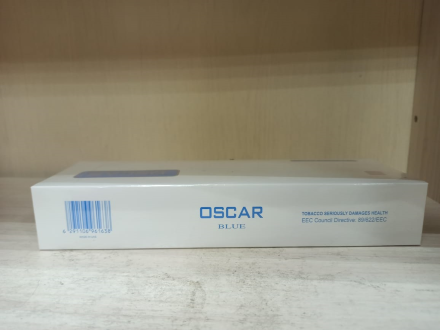 OSCAR
BLUE
TOBACCO SERIOUSLY DAMAGES HEALTH
EEC Council Directive: 89/622/EEC